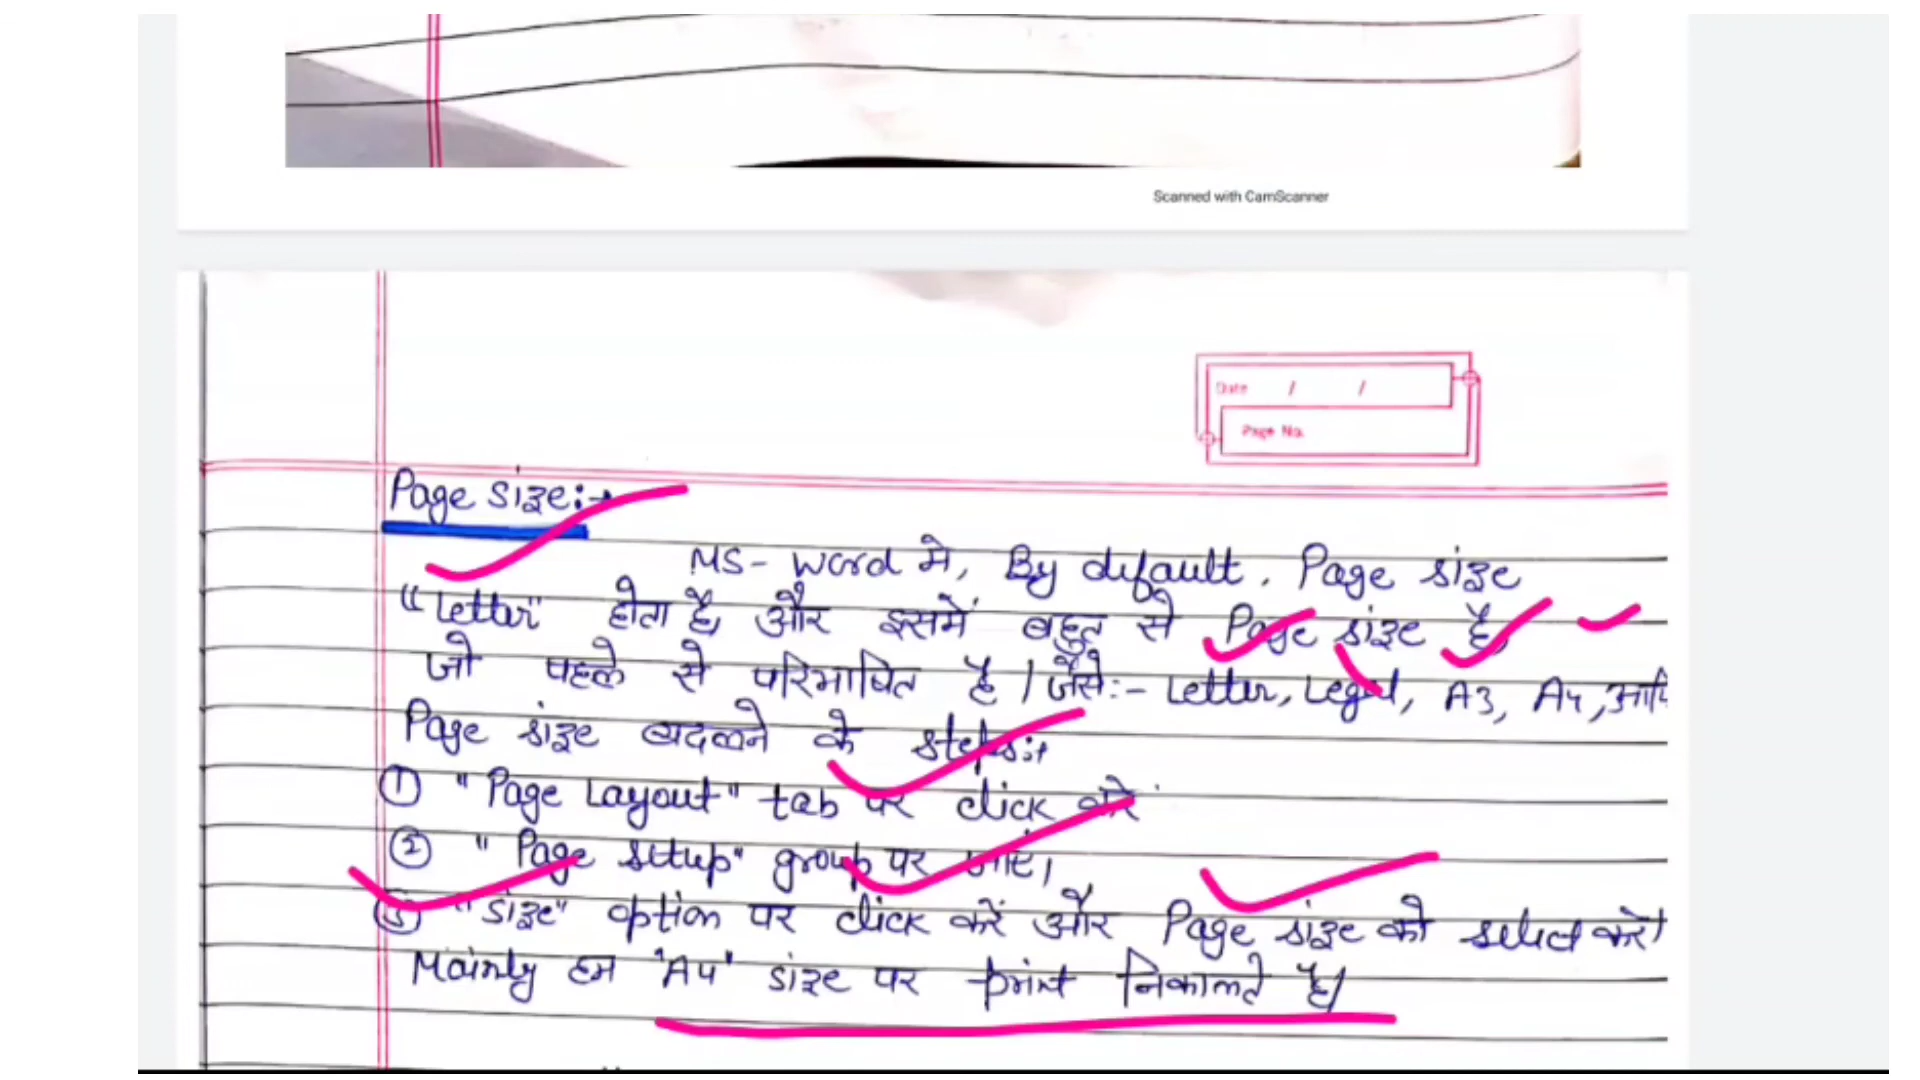 Scanned with CamScanner
Date / /
Page No.
Page size:→
MS- Word मे, By default, Page size
"Letter" होता है, और इसमें बहुत से Page size है,
जो पहले से परिभाषित है। जैसे:- Letter, Legal, A3, A4, आदि
Page size बदलने के steps:→
① "Page Layout" tab पर click करें
② "Page setup" group पर जाएं।
③ "Size" option पर click करें और Page size को select करें।
Mainly हम 'A4' size पर print निकालते है।